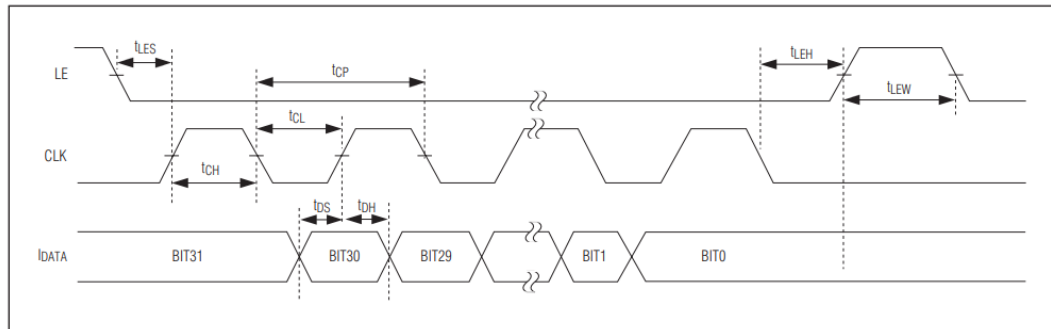 LE
tLES
tCP
tLEH
tLEW
tCL
CLK
tCH
tDS
tDH
IDATA
BIT31
BIT30
BIT29
BIT1
BIT0